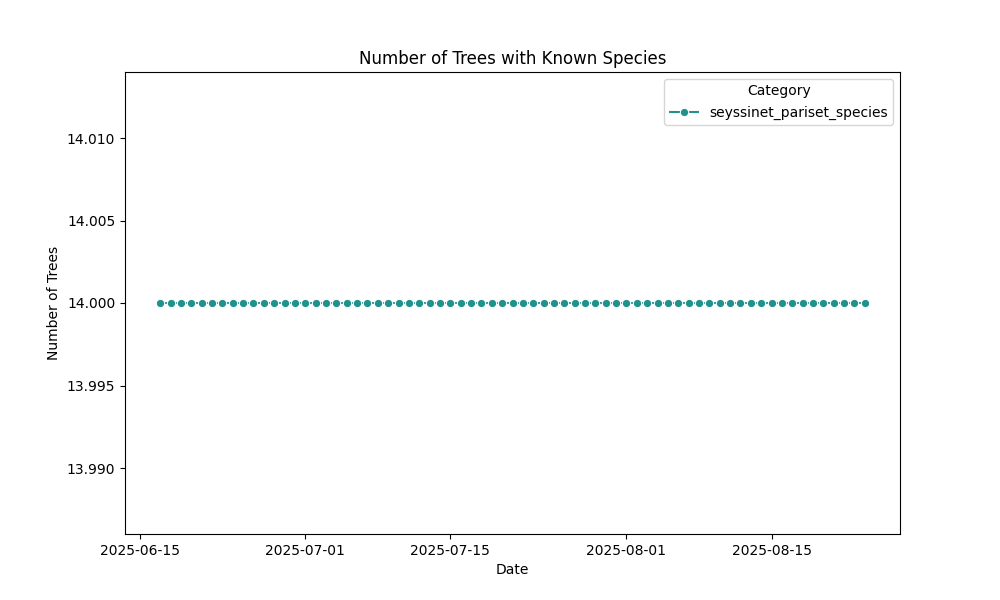 Number of Trees with Known Species
Category
seyssinet_pariset_species
14.010
14.005
14.000
13.995
13.990
Number of Trees
2025-06-15
2025-07-01
2025-07-15
2025-08-01
2025-08-15
Date